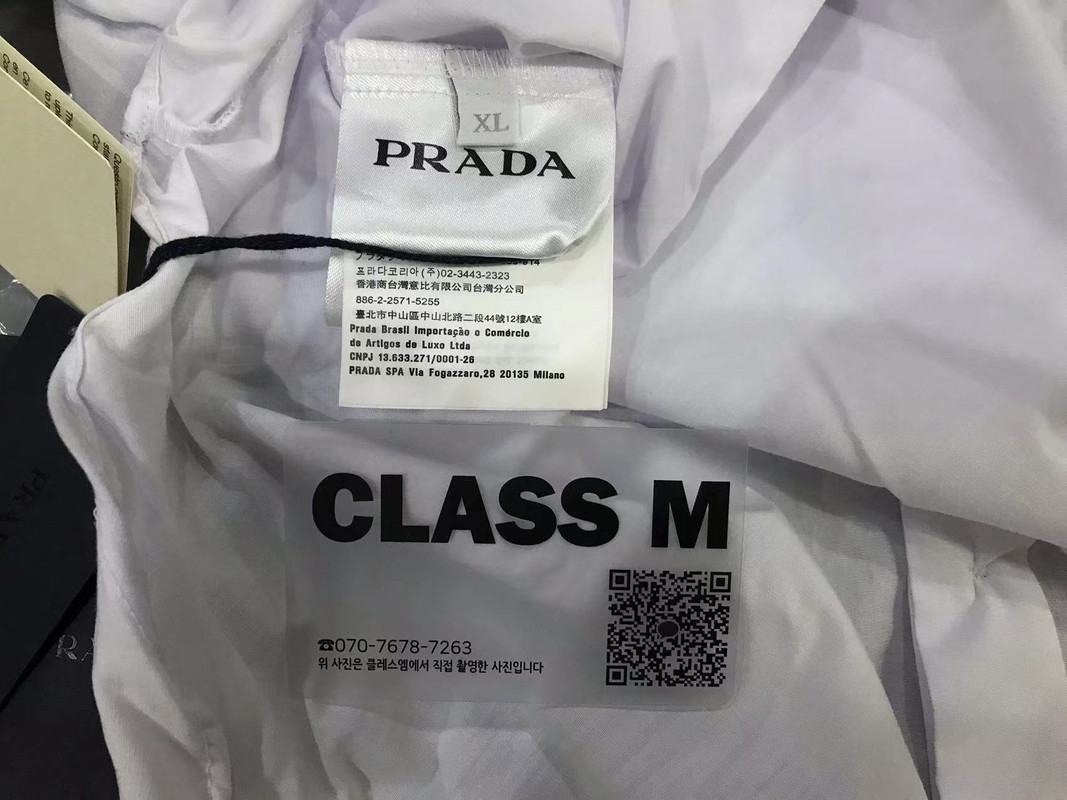 XL
PRADA
프라다코리아(주)02-3443-2323
香港商台灣意比有限公司台灣分公司
886-2-2571-5255
臺北市中山區中山北路二段44號12樓A室
Prada Brasil Importação e Comércio
de Artigos de Luxo Ltda
CNPJ 13.633.271/0001-26
PRADA SPA Via Fogazzaro,28 20135 Milano
CLASS M
☎070-7678-7263
위 사진은 클레스엠에서 직접 촬영한 사진입니다